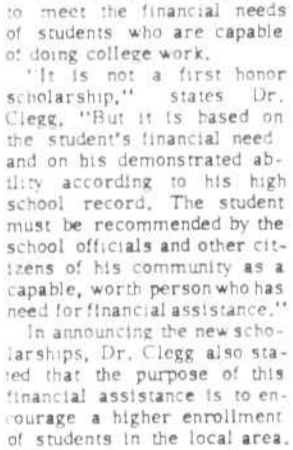 to meet the financial needs
of students who are capable
of doing college work.
"It is not a first honor
scholarship," states Dr.
Clegg. "But it is based on
the student's financial need
and on his demonstrated ab-
ility according to his high
school record. The student
must be recommended by the
school officials and other cit-
izens of his community as a
capable, worth person who has
need for financial assistance."
In announcing the new scho-
larships, Dr. Clegg also sta-
ted that the purpose of this
financial assistance is to en-
courage a higher enrollment
of students in the local area.